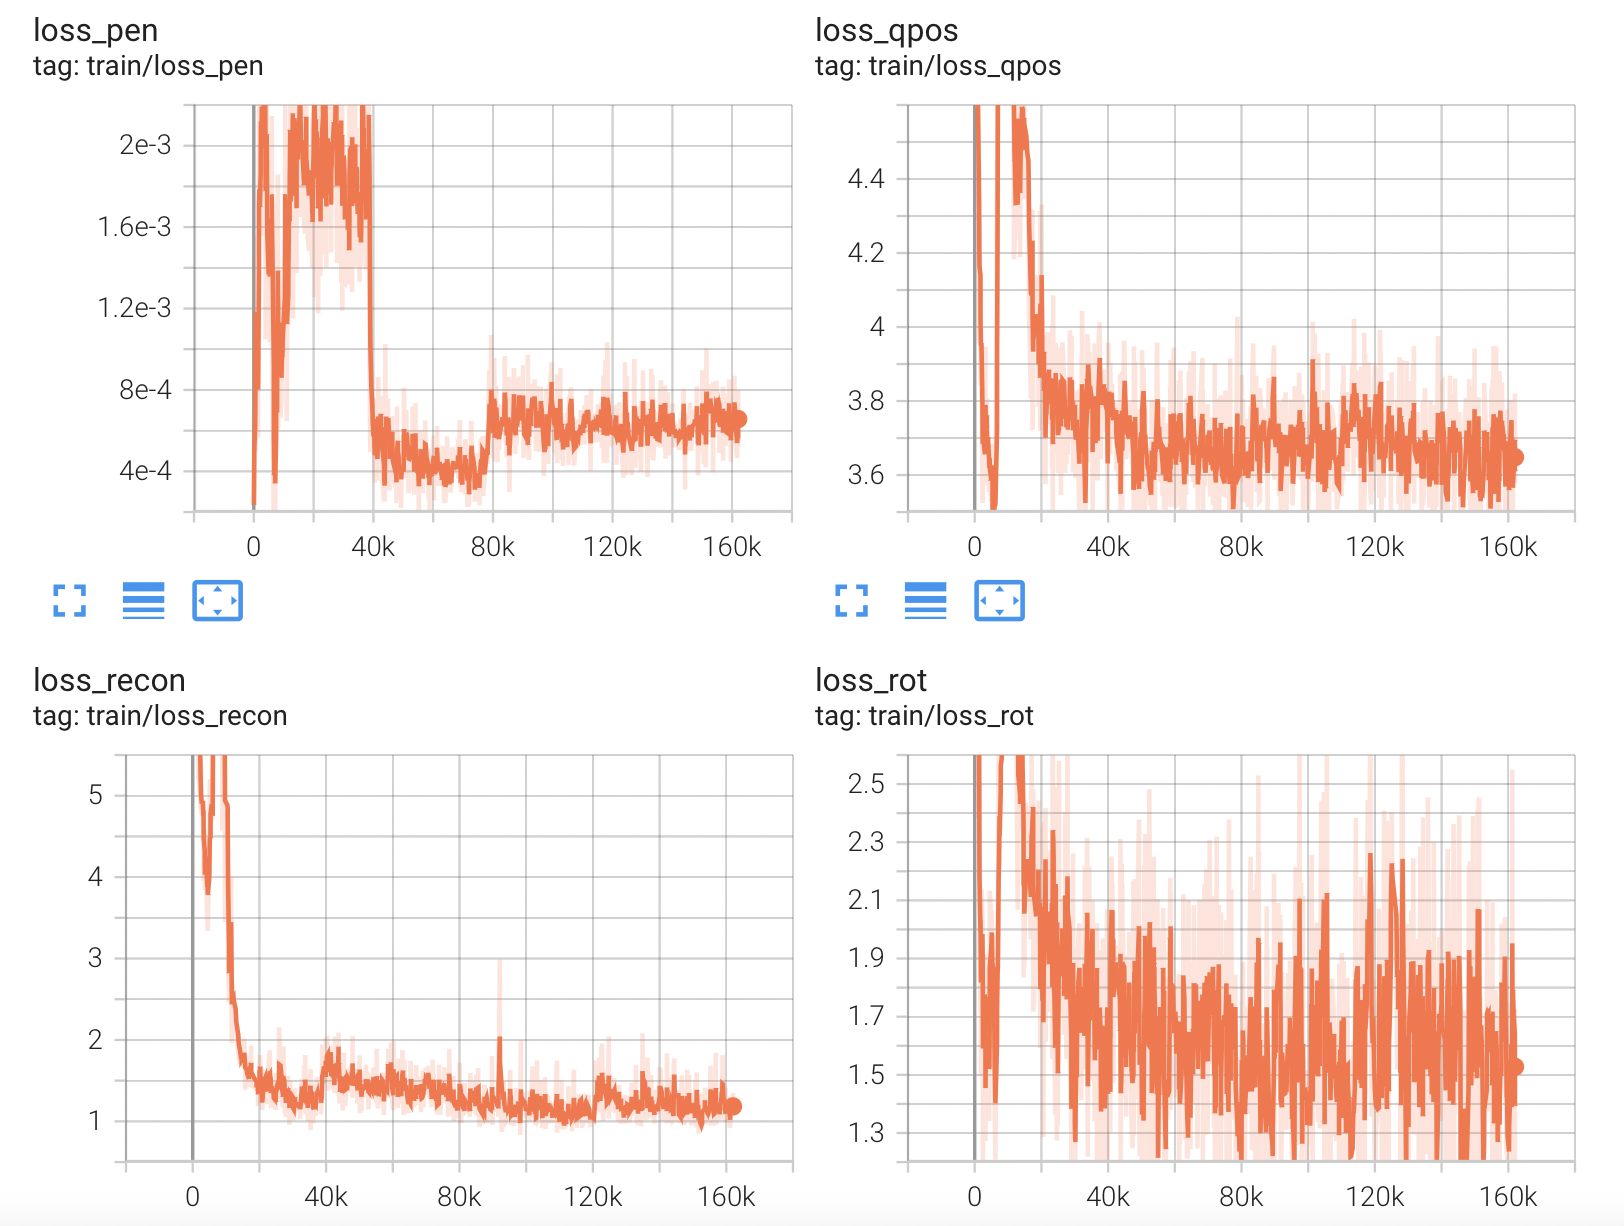 loss_pen
tag: train/loss_pen
2e-3
1.6e-3
1.2e-3
8e-4
4e-4
0 40k 80k 120k 160k
loss_qpos
tag: train/loss_qpos
4.4
4.2
4
3.8
3.6
0 40k 80k 120k 160k
loss_recon
tag: train/loss_recon
5
4
3
2
1
0 40k 80k 120k 160k
loss_rot
tag: train/loss_rot
2.5
2.3
2.1
1.9
1.7
1.5
1.3
0 40k 80k 120k 160k